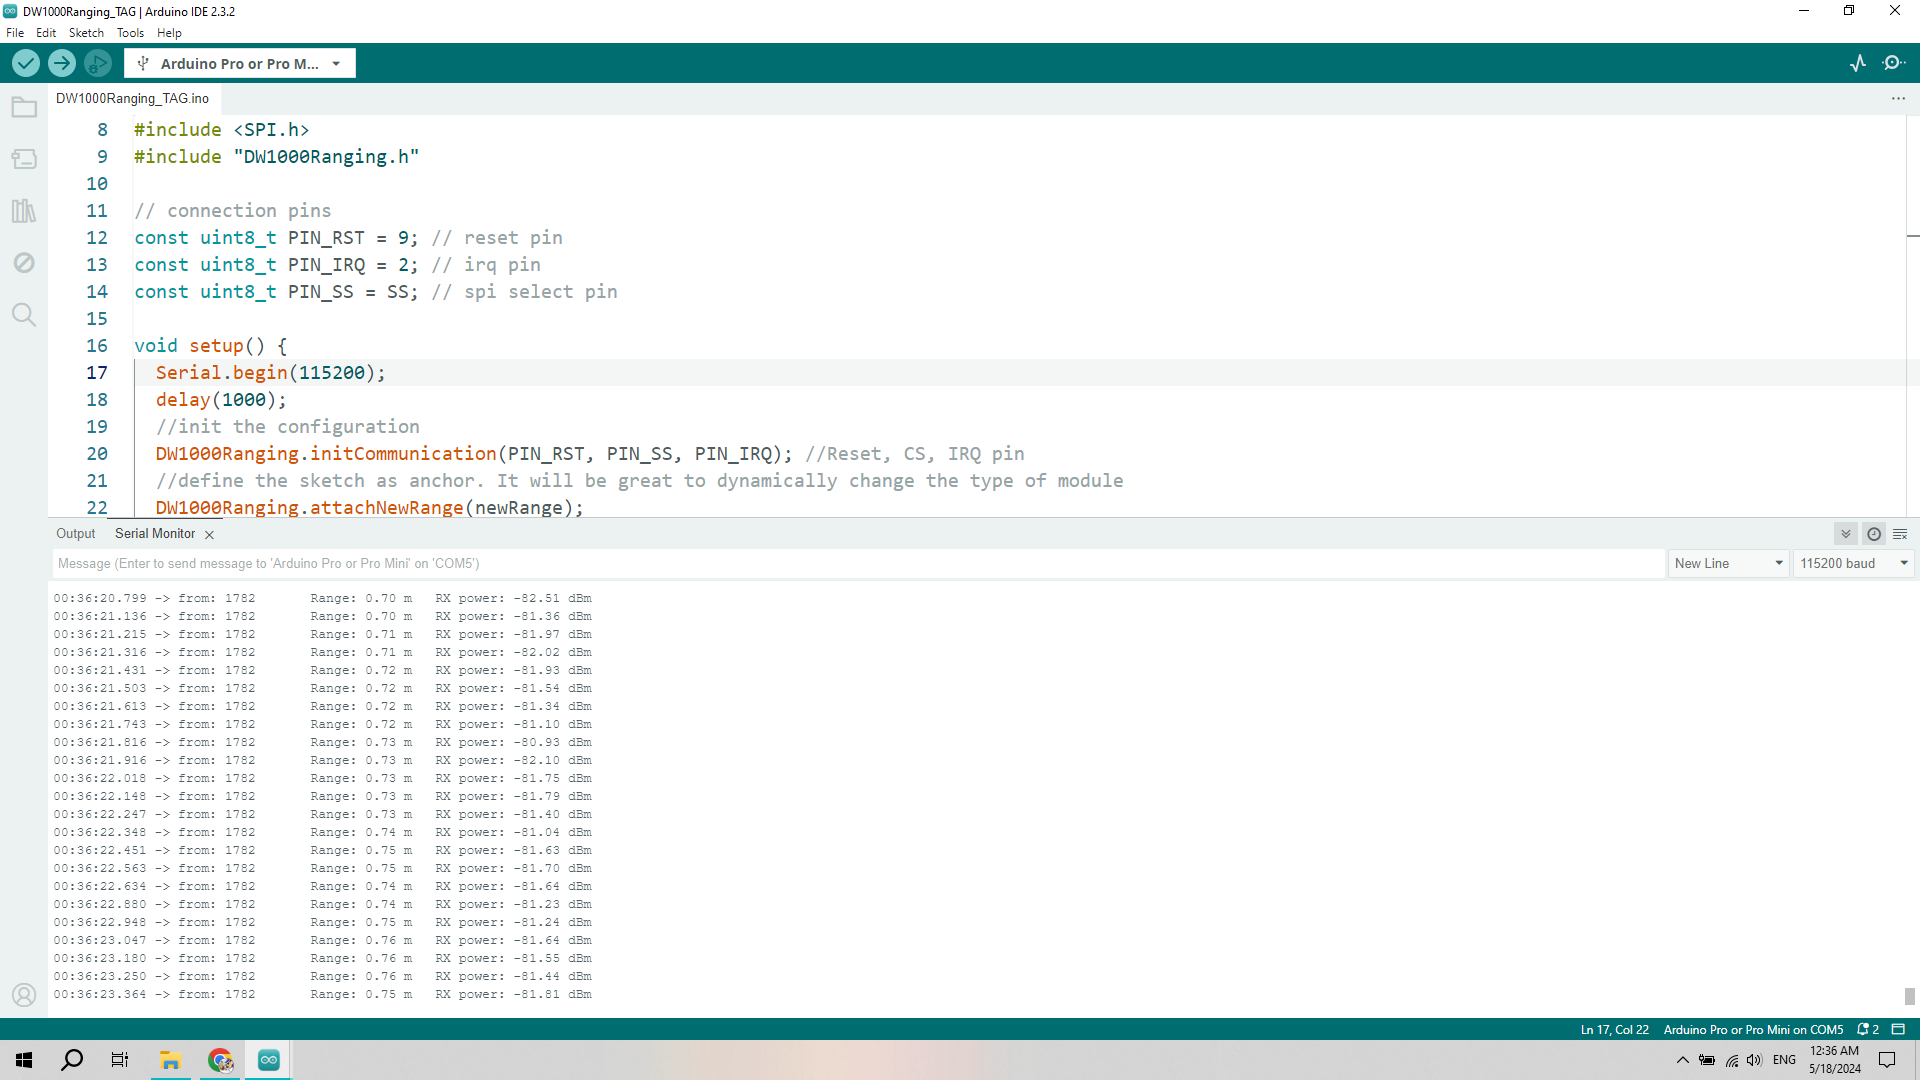 DW1000Ranging_TAG | Arduino IDE 2.3.2
File Edit Sketch Tools Help
Arduino Pro or Pro M...
DW1000Ranging_TAG.ino
8 #include <SPI.h>
9 #include "DW1000Ranging.h"
10
11 // connection pins
12 const uint8_t PIN_RST = 9; // reset pin
13 const uint8_t PIN_IRQ = 2; // irq pin
14 const uint8_t PIN_SS = SS; // spi select pin
15
16 void setup() {
17 Serial.begin(115200);
18 delay(1000);
19 //init the configuration
20 DW1000Ranging.initCommunication(PIN_RST, PIN_SS, PIN_IRQ); //Reset, CS, IRQ pin
21 //define the sketch as anchor. It will be great to dynamically change the type of module
22 DW1000Ranging.attachNewRange(newRange);
Output Serial Monitor
Message (Enter to send message to 'Arduino Pro or Pro Mini' on 'COM5') New Line 115200 baud
00:36:20.799 -> from: 1782 Range: 0.70 m RX power: -82.51 dBm
00:36:21.136 -> from: 1782 Range: 0.70 m RX power: -81.36 dBm
00:36:21.215 -> from: 1782 Range: 0.71 m RX power: -81.97 dBm
00:36:21.316 -> from: 1782 Range: 0.71 m RX power: -82.02 dBm
00:36:21.431 -> from: 1782 Range: 0.72 m RX power: -81.93 dBm
00:36:21.503 -> from: 1782 Range: 0.72 m RX power: -81.54 dBm
00:36:21.613 -> from: 1782 Range: 0.72 m RX power: -81.34 dBm
00:36:21.743 -> from: 1782 Range: 0.72 m RX power: -81.10 dBm
00:36:21.816 -> from: 1782 Range: 0.73 m RX power: -80.93 dBm
00:36:21.916 -> from: 1782 Range: 0.73 m RX power: -82.10 dBm
00:36:22.018 -> from: 1782 Range: 0.73 m RX power: -81.75 dBm
00:36:22.148 -> from: 1782 Range: 0.73 m RX power: -81.79 dBm
00:36:22.247 -> from: 1782 Range: 0.73 m RX power: -81.40 dBm
00:36:22.348 -> from: 1782 Range: 0.74 m RX power: -81.04 dBm
00:36:22.451 -> from: 1782 Range: 0.75 m RX power: -81.63 dBm
00:36:22.563 -> from: 1782 Range: 0.75 m RX power: -81.70 dBm
00:36:22.634 -> from: 1782 Range: 0.74 m RX power: -81.64 dBm
00:36:22.880 -> from: 1782 Range: 0.74 m RX power: -81.23 dBm
00:36:22.948 -> from: 1782 Range: 0.75 m RX power: -81.24 dBm
00:36:23.047 -> from: 1782 Range: 0.76 m RX power: -81.64 dBm
00:36:23.180 -> from: 1782 Range: 0.76 m RX power: -81.55 dBm
00:36:23.250 -> from: 1782 Range: 0.76 m RX power: -81.44 dBm
00:36:23.364 -> from: 1782 Range: 0.75 m RX power: -81.81 dBm
Ln 17, Col 22 Arduino Pro or Pro Mini on COM5 2
ENG 12:36 AM
5/18/2024